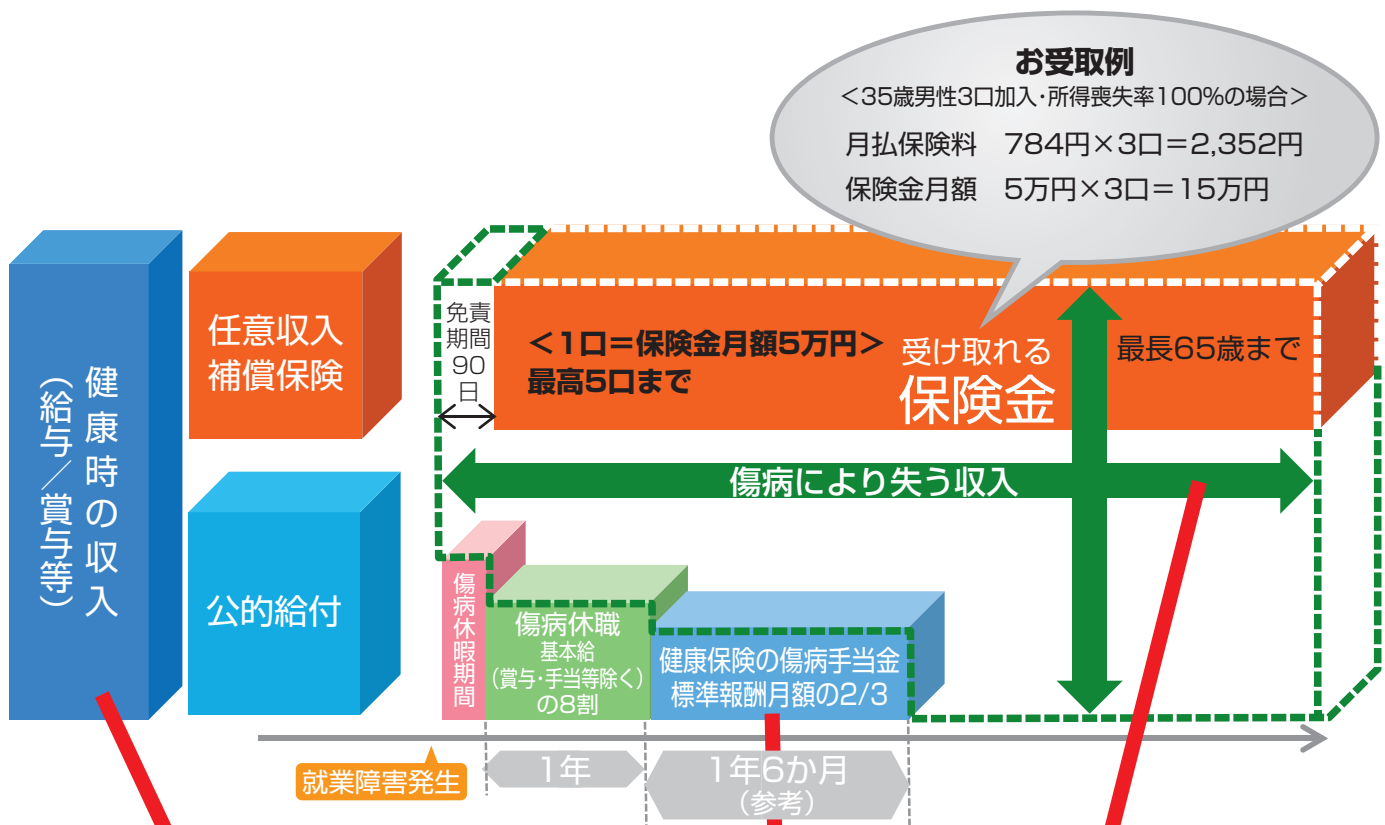 お受取例
＜35歳男性3口加入・所得喪失率100％の場合＞
月払保険料　784円×3口＝2,352円
保険金月額　5万円×3口＝15万円
健康時の収入
（給与／賞与等）
任意収入
補償保険
公的給付
免責
期間
90
日
＜1口＝保険金月額5万円＞
最高5口まで
受け取れる
保険金
最長65歳まで
傷病により失う収入
傷病休暇期間
傷病休職
基本給
（賞与・手当等除く）
の8割
健康保険の傷病手当金
標準報酬月額の2/3
就業障害発生
1年
1年6か月
（参考）